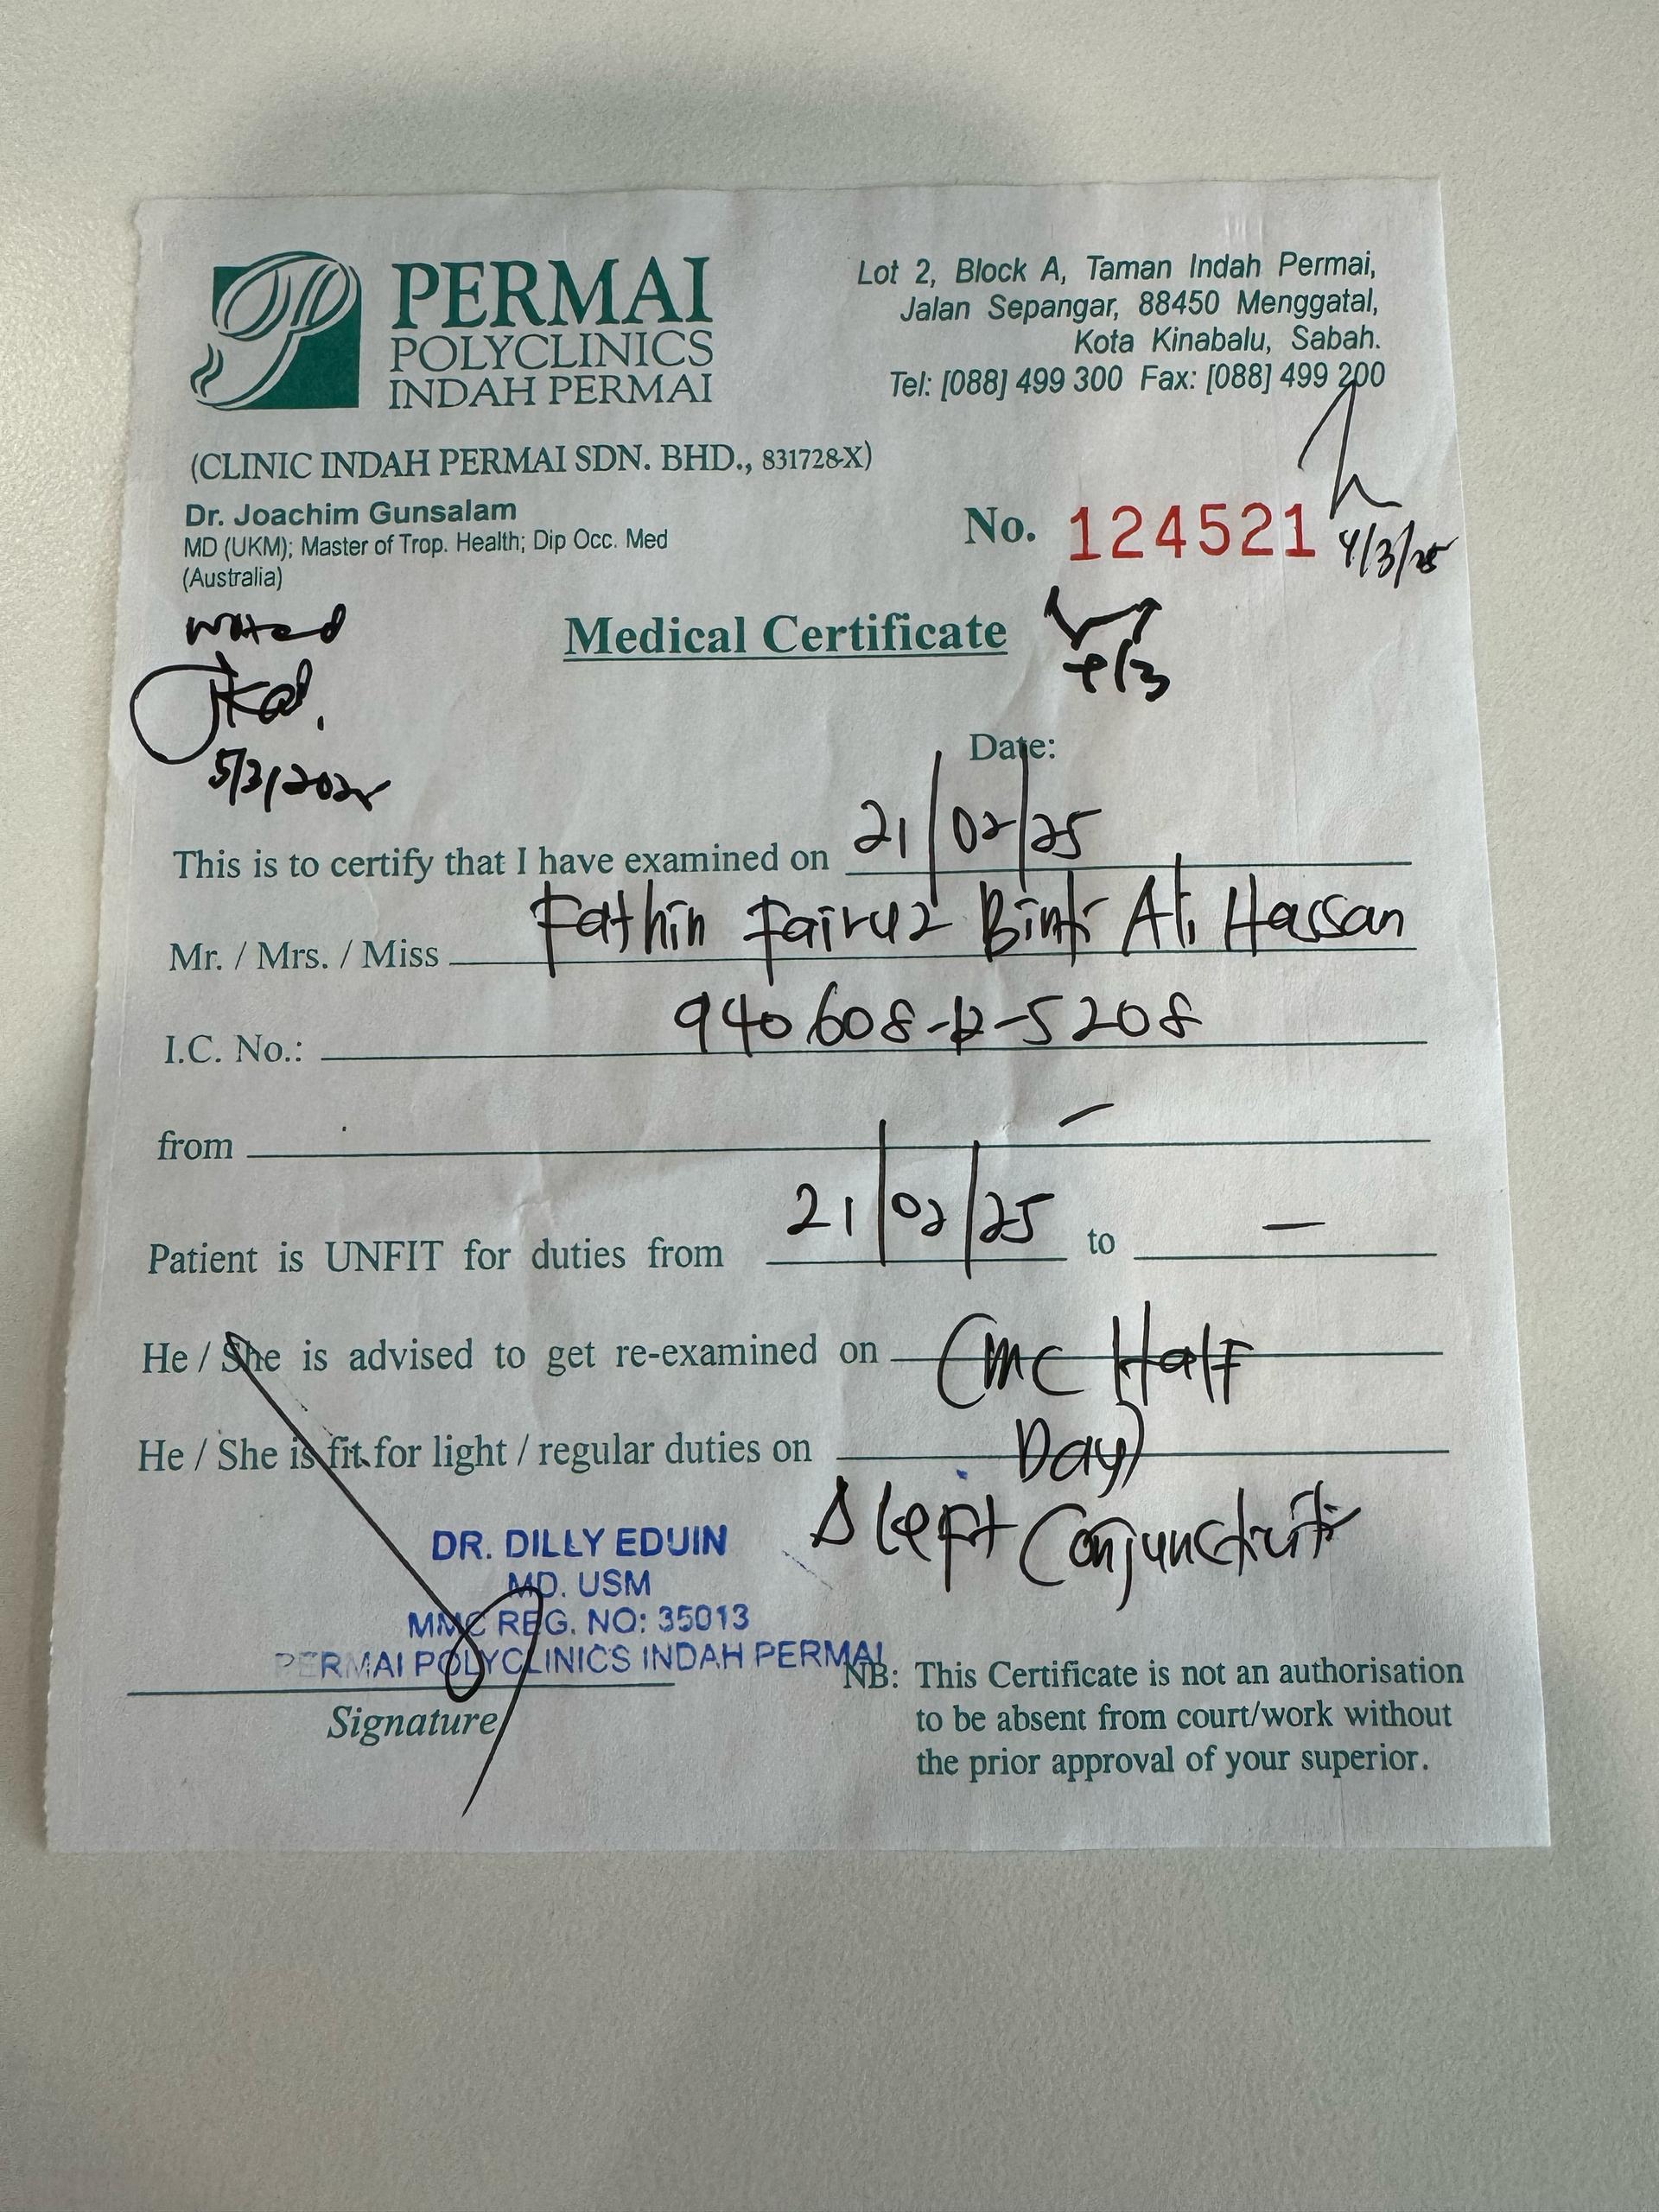 PERMAI
POLYCLINICS
INDAH PERMAI
Lot 2, Block A, Taman Indah Permai,
Jalan Sepangar, 88450 Menggatal,
Kota Kinabalu, Sabah.
Tel: [088] 499 300 Fax: [088] 499 200
(CLINIC INDAH PERMAI SDN. BHD., 831728-X)
Dr. Joachim Gunsalam
MD (UKM); Master of Trop. Health; Dip Occ. Med
(Australia)
No. 124521
4/3/25
Noted
5/3/2025
Medical Certificate
Date:
This is to certify that I have examined on 21/02/25
Mr. / Mrs. / Miss Fathin Fairuz Binti Ali Hassan
I.C. No.: 940608-12-5208
from —
Patient is UNFIT for duties from 21/02/25 to —
He / She is advised to get re-examined on (mc Half
He / She is fit for light / regular duties on Day)
Δ left Conjunctivitis
DR. DILLY EDUIN
MD. USM
MMC REG. NO: 35013
PERMAI POLYCLINICS INDAH PERMAI
Signature
NB: This Certificate is not an authorisation
to be absent from court/work without
the prior approval of your superior.